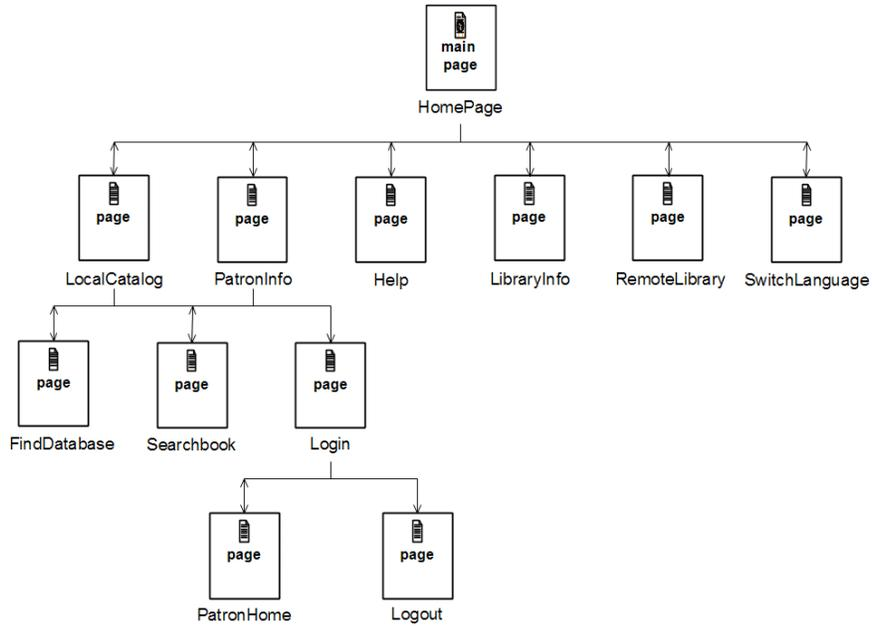 main
page
HomePage
page page page page page page
LocalCatalog PatronInfo Help LibraryInfo RemoteLibrary SwitchLanguage
page page page
FindDatabase Searchbook Login
page page
PatronHome Logout